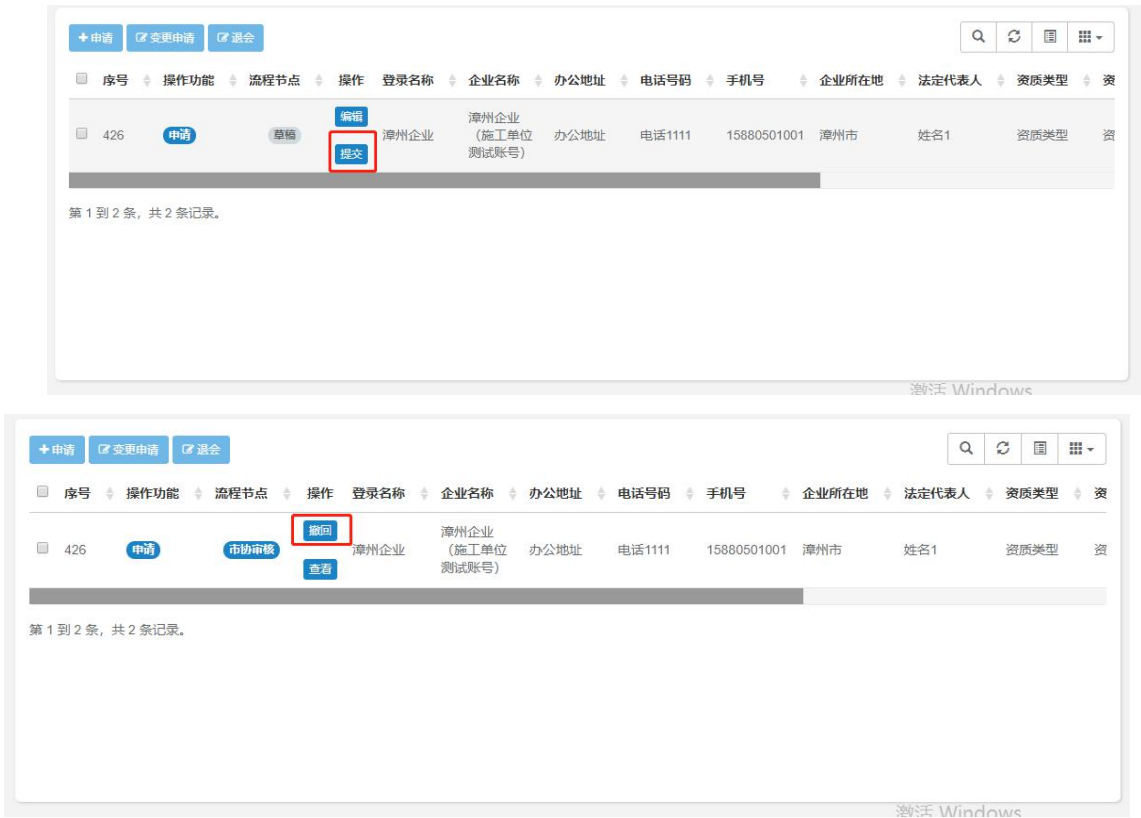 申请 变更申请 退会
序号 操作功能 流程节点 操作 登录名称 企业名称 办公地址 电话号码 手机号 企业所在地 法定代表人 资质类型 资
编辑
漳州企业
426 申请 草稿 漳州企业 (施工单位 办公地址 电话1111 15880501001 漳州市 姓名1 资质类型 资
提交
测试账号)
第 1 到 2 条，共 2 条记录。
激活 Windows
申请 变更申请 退会
序号 操作功能 流程节点 操作 登录名称 企业名称 办公地址 电话号码 手机号 企业所在地 法定代表人 资质类型 资
撤回
漳州企业
426 申请 市协审核 漳州企业 (施工单位 办公地址 电话1111 15880501001 漳州市 姓名1 资质类型 资
查看
测试账号)
第 1 到 2 条，共 2 条记录。
激活 Windows